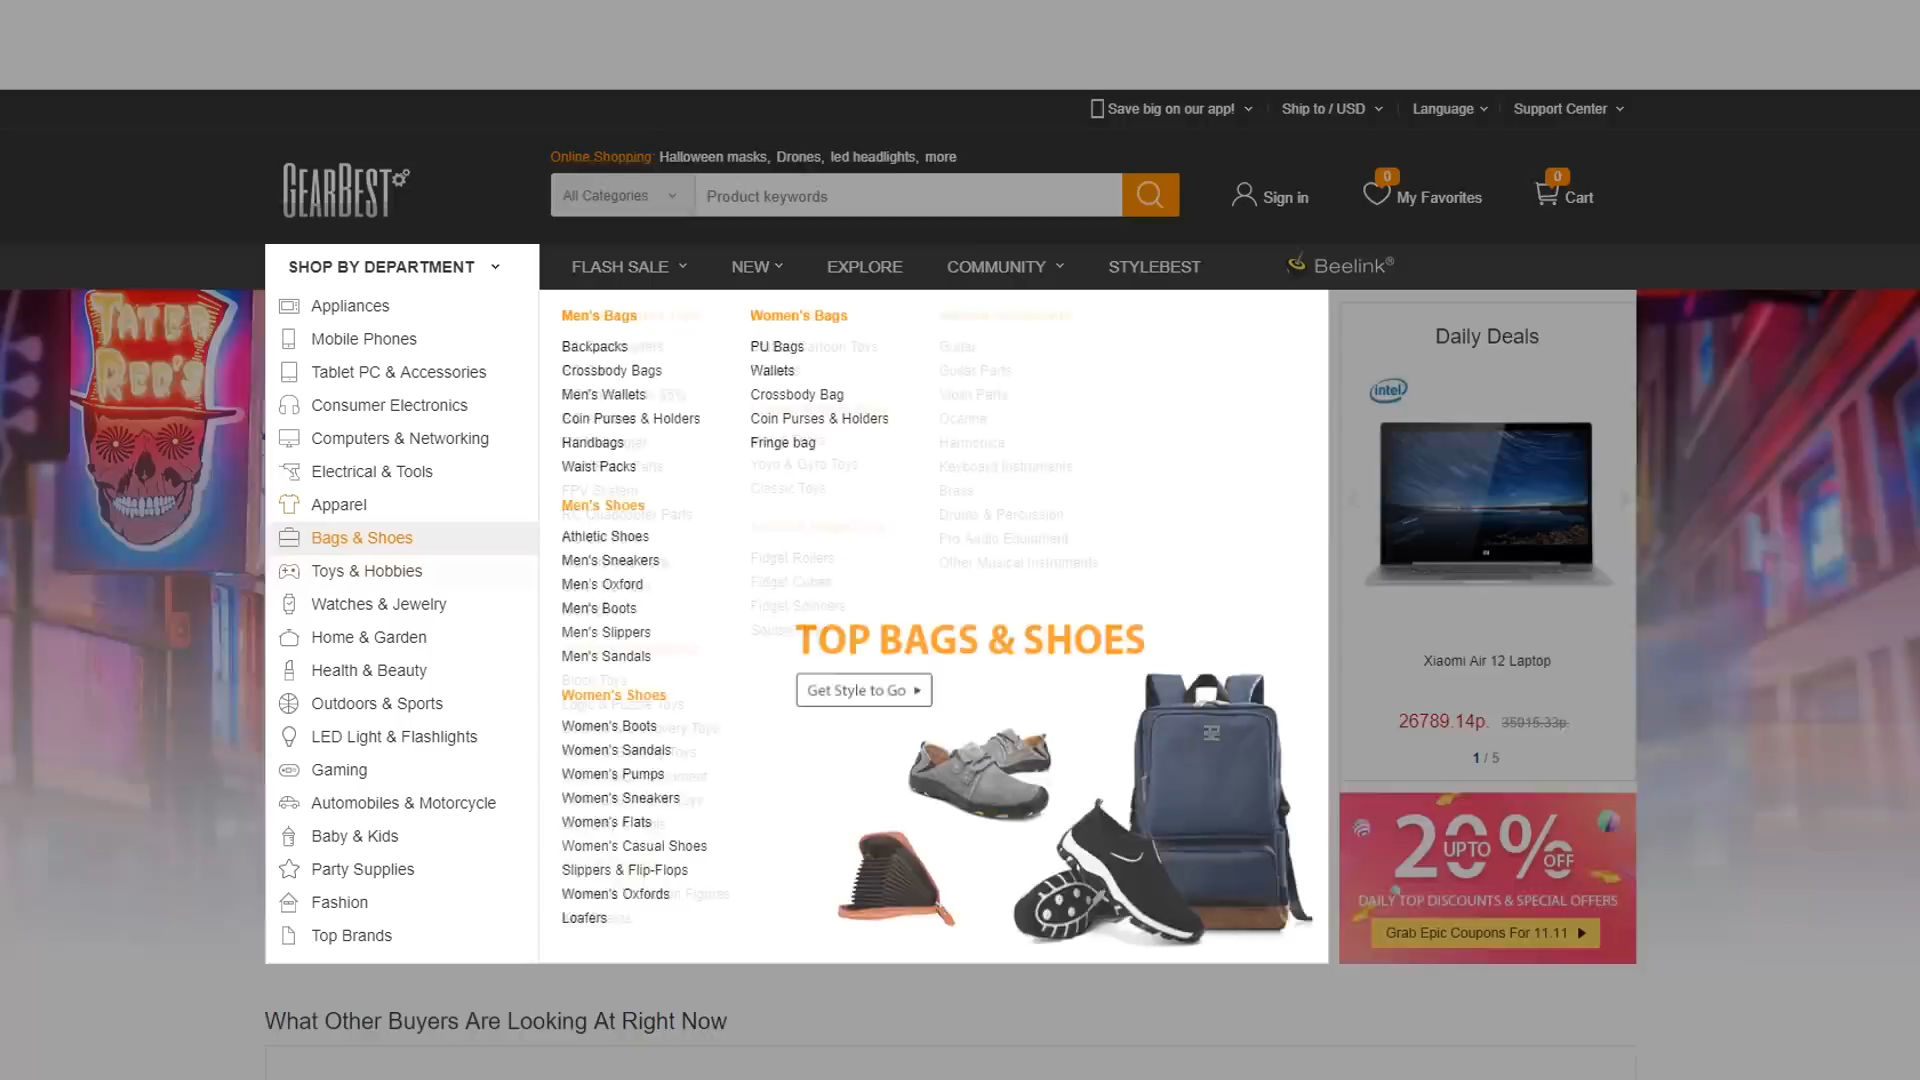 Save big on our app!
Ship to / USD
Language
Support Center
Online Shopping: Halloween masks, Drones, led headlights, more
GEARBEST
All Categories
Product keywords
Sign in
0
My Favorites
0
Cart
SHOP BY DEPARTMENT
FLASH SALE
NEW
EXPLORE
COMMUNITY
STYLEBEST
Beelink®
TATER
RED'S
Appliances
Mobile Phones
Tablet PC & Accessories
Consumer Electronics
Computers & Networking
Electrical & Tools
Apparel
Bags & Shoes
Toys & Hobbies
Watches & Jewelry
Home & Garden
Health & Beauty
Outdoors & Sports
LED Light & Flashlights
Gaming
Automobiles & Motorcycle
Baby & Kids
Party Supplies
Fashion
Top Brands
Men's Bags
Backpacks
Crossbody Bags
Men's Wallets
Coin Purses & Holders
Handbags
Waist Packs
FPV System
Men's Shoes
RC Quadcopter Parts
Athletic Shoes
Men's Sneakers
Men's Oxford
Men's Boots
Men's Slippers
Men's Sandals
Block Toys
Women's Shoes
Logic & Puzzle Toys
Women's Boots
Women's Sandals
Women's Pumps
Women's Sneakers
Women's Flats
Women's Casual Shoes
Slippers & Flip-Flops
Women's Oxfords
Loafers
Women's Bags
PU Bags
Wallets
Crossbody Bag
Coin Purses & Holders
Fringe bag
Yoyo & Gyro Toys
Classic Toys
Fidget Rollers
Fidget Cubes
Fidget Spinners
Guitar
Guitar Parts
Violin Parts
Ocarina
Harmonica
Keyboard Instruments
Brass
Drums & Percussion
Pro Audio Equipment
Other Musical Instruments
TOP BAGS & SHOES
Get Style to Go
Daily Deals
intel
Xiaomi Air 12 Laptop
26789.14р. 35915.33р.
1 / 5
UPTO 20% OFF
DAILY TOP DISCOUNTS & SPECIAL OFFERS
Grab Epic Coupons For 11.11
What Other Buyers Are Looking At Right Now